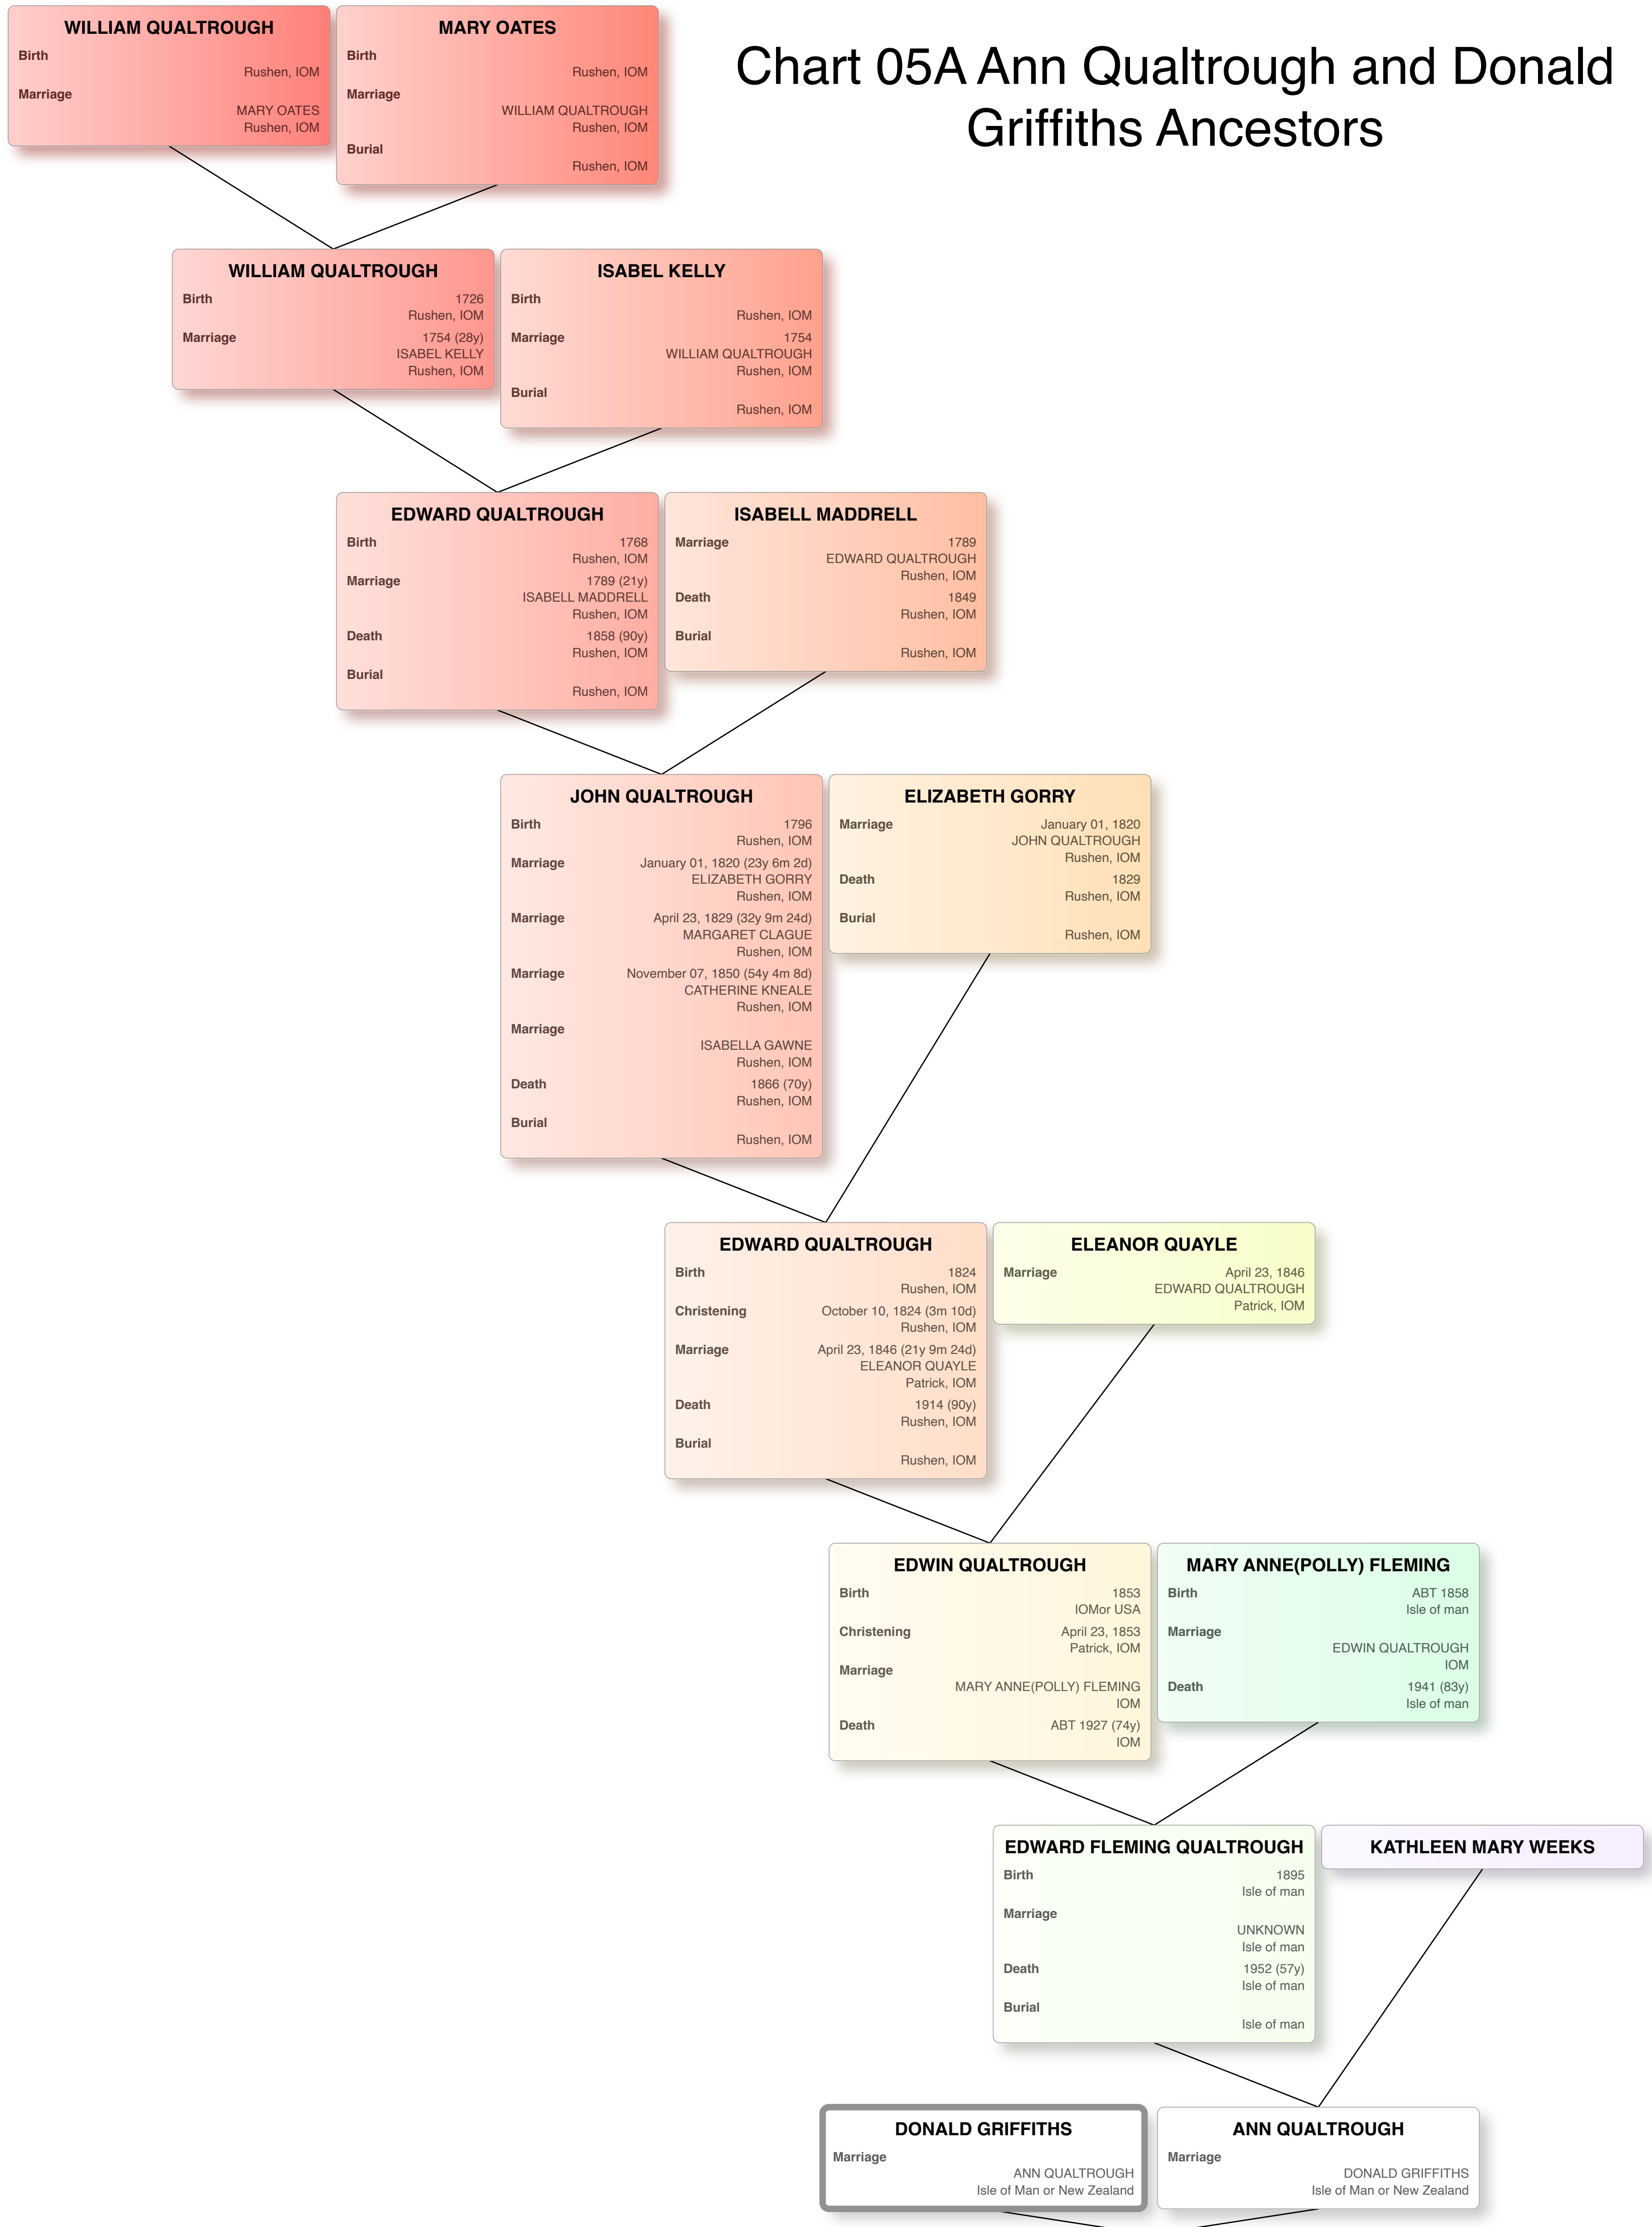 Chart 05A Ann Qualtrough and Donald
Griffiths Ancestors
WILLIAM QUALTROUGH
Birth
Rushen, IOM
Marriage
MARY OATES
Rushen, IOM
MARY OATES
Birth
Rushen, IOM
Marriage
WILLIAM QUALTROUGH
Rushen, IOM
Burial
Rushen, IOM
WILLIAM QUALTROUGH
Birth 1726
Rushen, IOM
Marriage 1754 (28y)
ISABEL KELLY
Rushen, IOM
ISABEL KELLY
Birth
Rushen, IOM
Marriage 1754
WILLIAM QUALTROUGH
Rushen, IOM
Burial
Rushen, IOM
EDWARD QUALTROUGH
Birth 1768
Rushen, IOM
Marriage 1789 (21y)
ISABELL MADDRELL
Rushen, IOM
Death 1858 (90y)
Rushen, IOM
Burial
Rushen, IOM
ISABELL MADDRELL
Marriage 1789
EDWARD QUALTROUGH
Rushen, IOM
Death 1849
Rushen, IOM
Burial
Rushen, IOM
JOHN QUALTROUGH
Birth 1796
Rushen, IOM
Marriage January 01, 1820 (23y 6m 2d)
ELIZABETH GORRY
Rushen, IOM
Marriage April 23, 1829 (32y 9m 24d)
MARGARET CLAGUE
Rushen, IOM
Marriage November 07, 1850 (54y 4m 8d)
CATHERINE KNEALE
Rushen, IOM
Marriage
ISABELLA GAWNE
Rushen, IOM
Death 1866 (70y)
Rushen, IOM
Burial
Rushen, IOM
ELIZABETH GORRY
Marriage January 01, 1820
JOHN QUALTROUGH
Rushen, IOM
Death 1829
Rushen, IOM
Burial
Rushen, IOM
EDWARD QUALTROUGH
Birth 1824
Rushen, IOM
Christening October 10, 1824 (3m 10d)
Rushen, IOM
Marriage April 23, 1846 (21y 9m 24d)
ELEANOR QUAYLE
Patrick, IOM
Death 1914 (90y)
Rushen, IOM
Burial
Rushen, IOM
ELEANOR QUAYLE
Marriage April 23, 1846
EDWARD QUALTROUGH
Patrick, IOM
EDWIN QUALTROUGH
Birth 1853
IOMor USA
Christening April 23, 1853
Patrick, IOM
Marriage
MARY ANNE(POLLY) FLEMING
IOM
Death ABT 1927 (74y)
IOM
MARY ANNE(POLLY) FLEMING
Birth ABT 1858
Isle of man
Marriage
EDWIN QUALTROUGH
IOM
Death 1941 (83y)
Isle of man
EDWARD FLEMING QUALTROUGH
Birth 1895
Isle of man
Marriage
UNKNOWN
Isle of man
Death 1952 (57y)
Isle of man
Burial
Isle of man
KATHLEEN MARY WEEKS
DONALD GRIFFITHS
Marriage
ANN QUALTROUGH
Isle of Man or New Zealand
ANN QUALTROUGH
Marriage
DONALD GRIFFITHS
Isle of Man or New Zealand